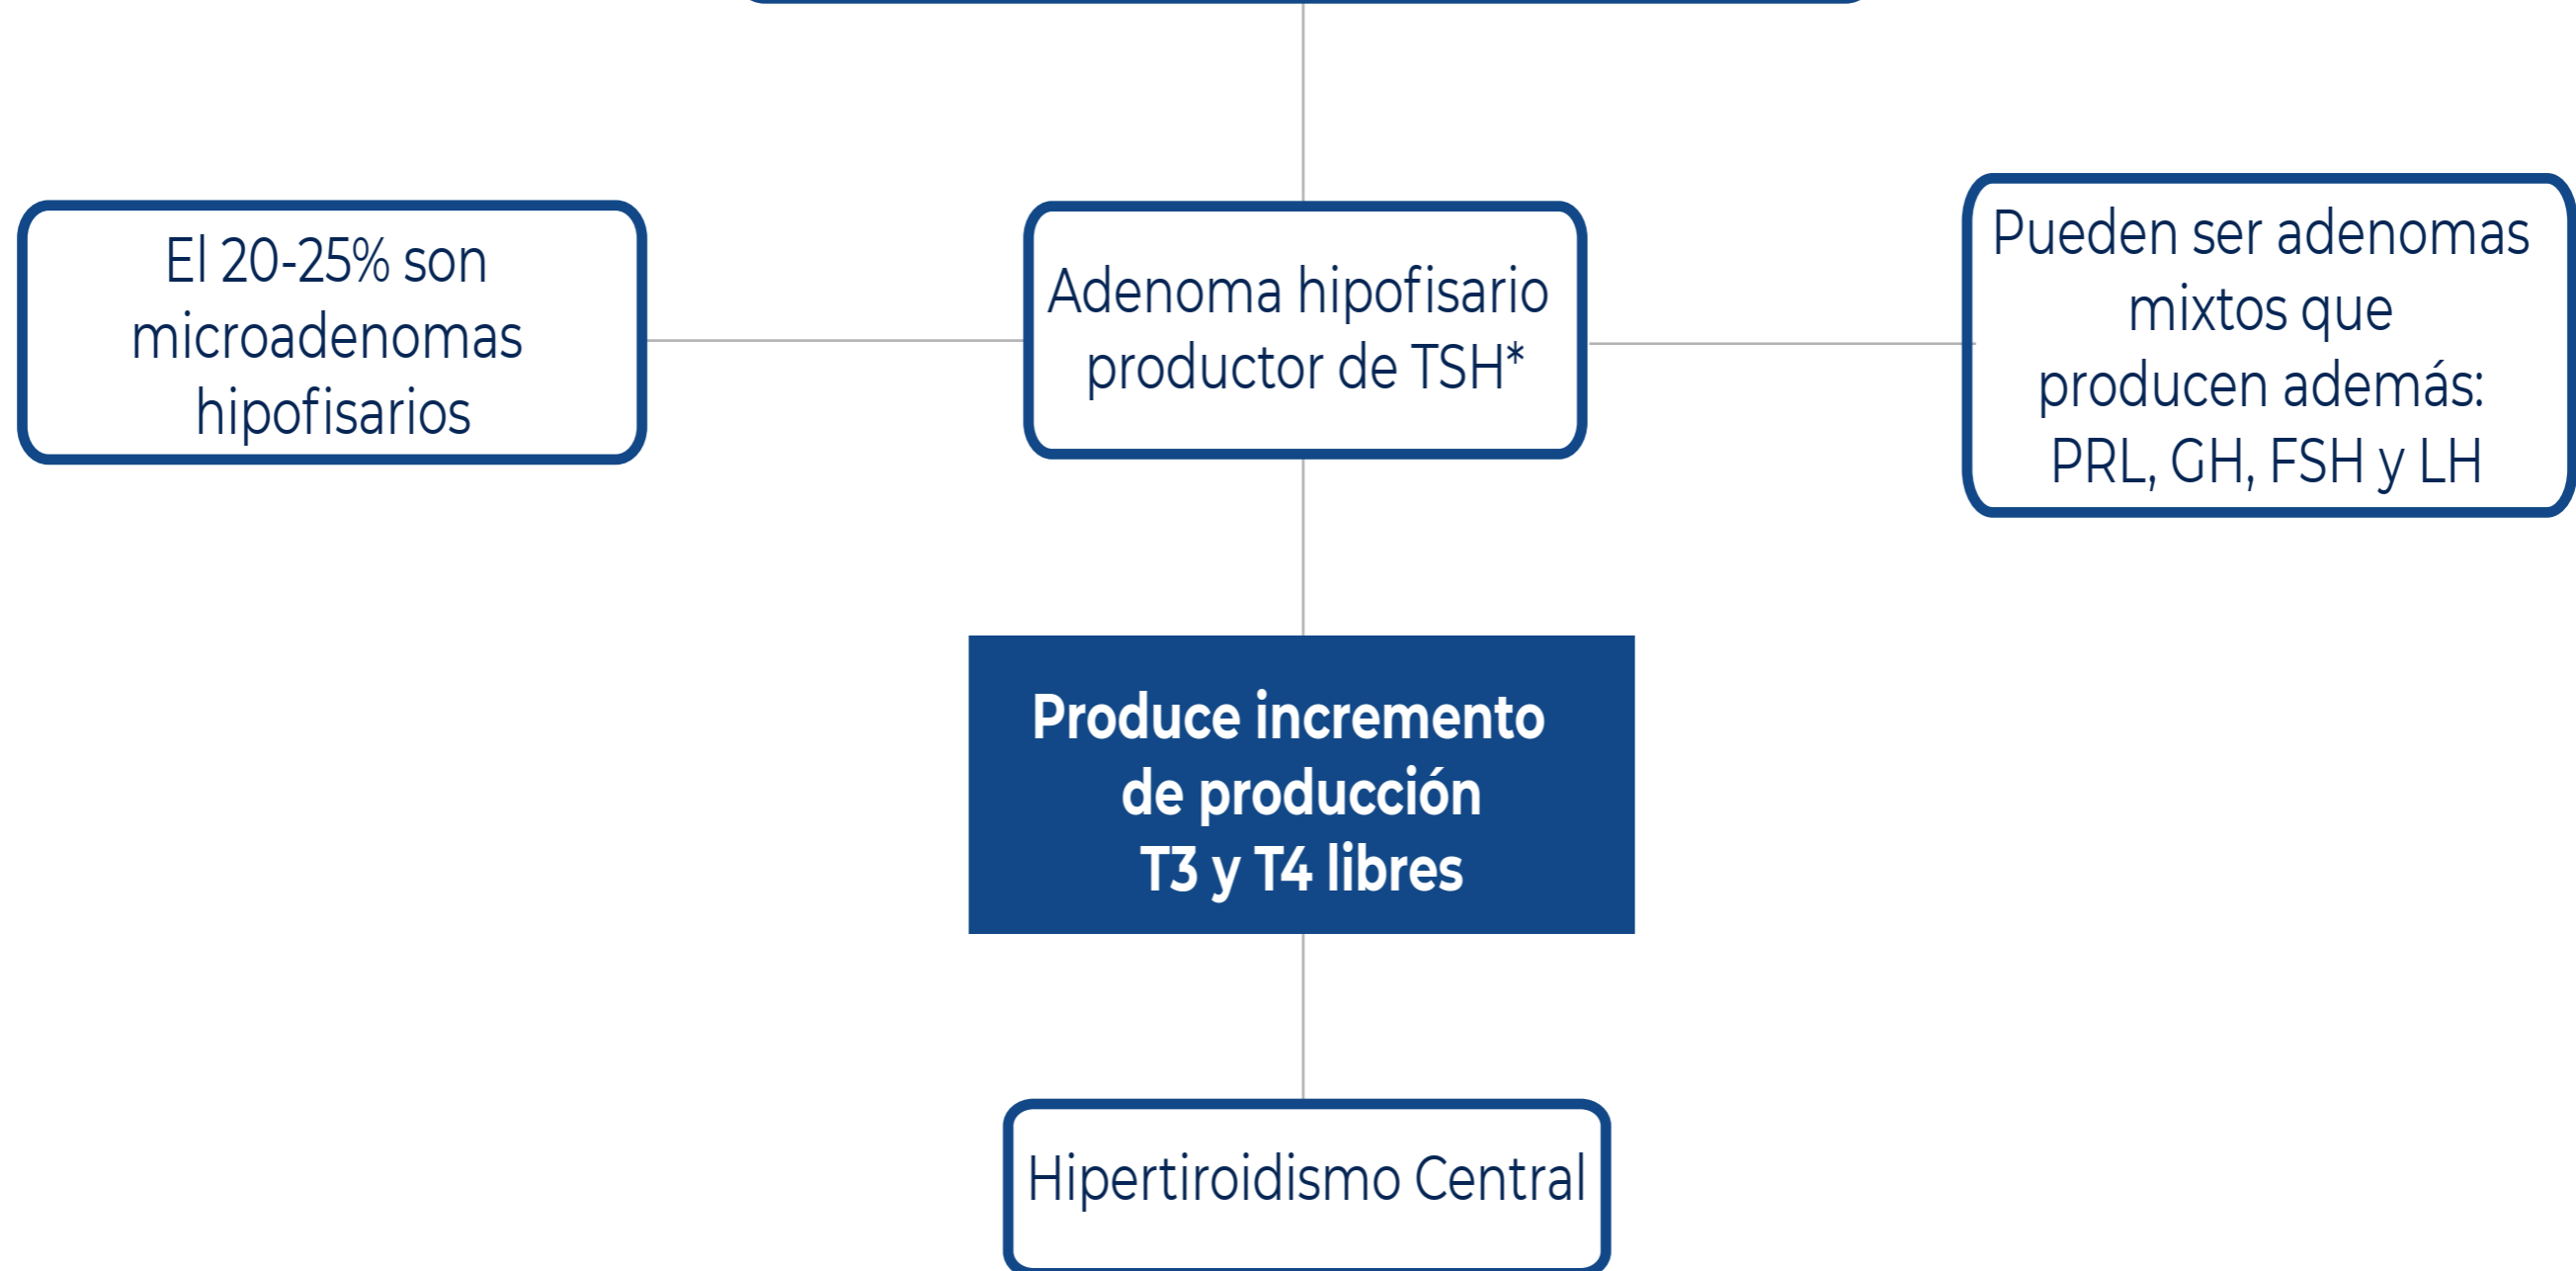 El 20-25% son
microadenomas
hipofisarios
Adenoma hipofisario
productor de TSH*
Pueden ser adenomas
mixtos que
producen además:
PRL, GH, FSH y LH
Produce incremento
de producción
T3 y T4 libres
Hipertiroidismo Central